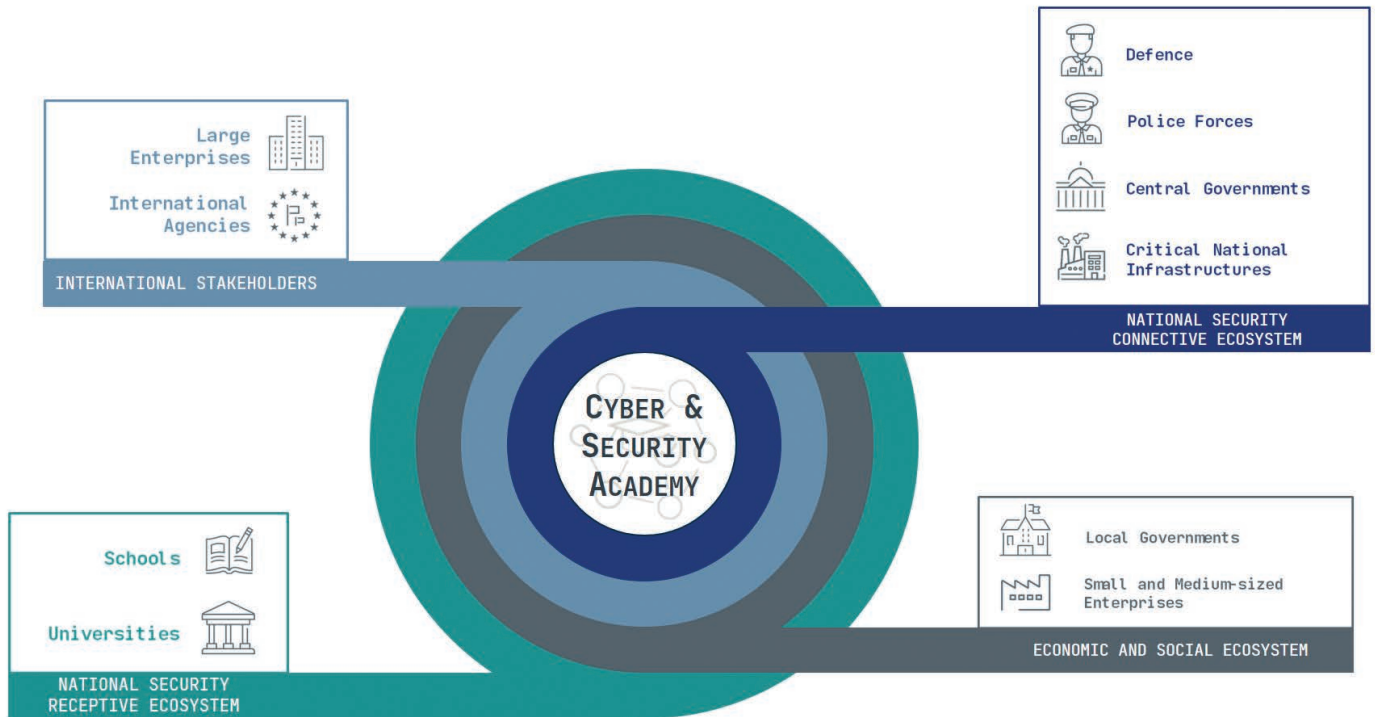 Large
Enterprises
International
Agencies
INTERNATIONAL STAKEHOLDERS
Defence
Police Forces
Central Governments
Critical National
Infrastructures
NATIONAL SECURITY
CONNECTIVE ECOSYSTEM
CYBER &
SECURITY
ACADEMY
Schools
Universities
NATIONAL SECURITY
RECEPTIVE ECOSYSTEM
Local Governments
Small and Medium-sized
Enterprises
ECONOMIC AND SOCIAL ECOSYSTEM